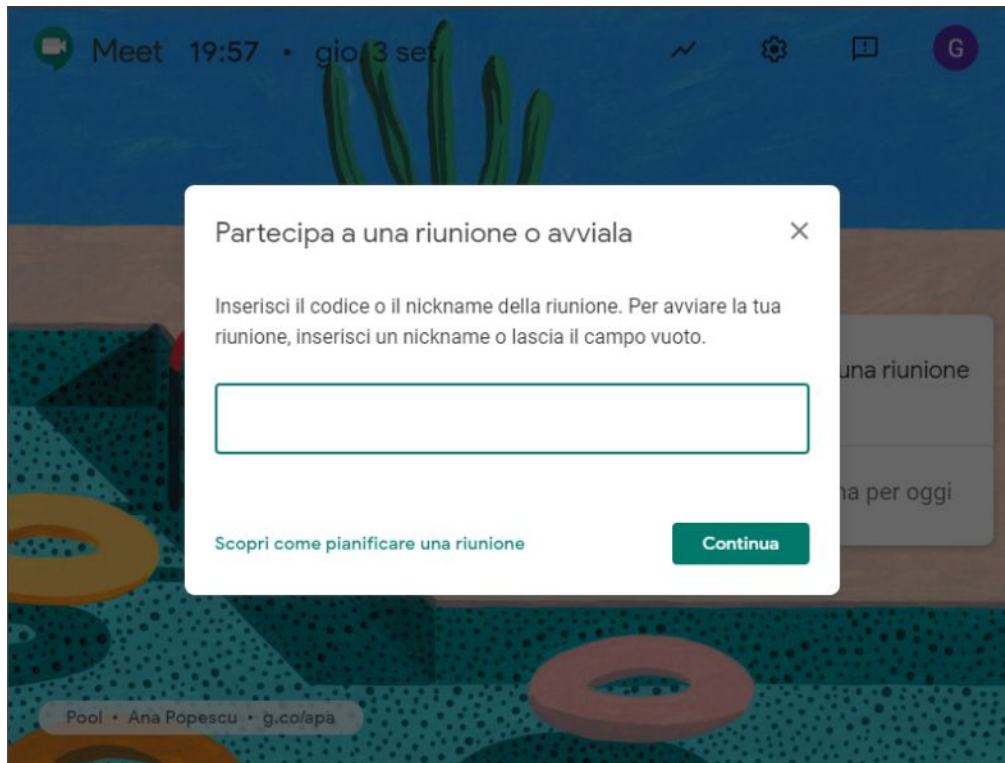 Meet 19:57 • gio 3 set
G
Partecipa a una riunione o avviala
Inserisci il codice o il nickname della riunione. Per avviare la tua
riunione, inserisci un nickname o lascia il campo vuoto.
una riunione
na per oggi
Scopri come pianificare una riunione
Continua
Pool • Ana Popescu • g.co/apa